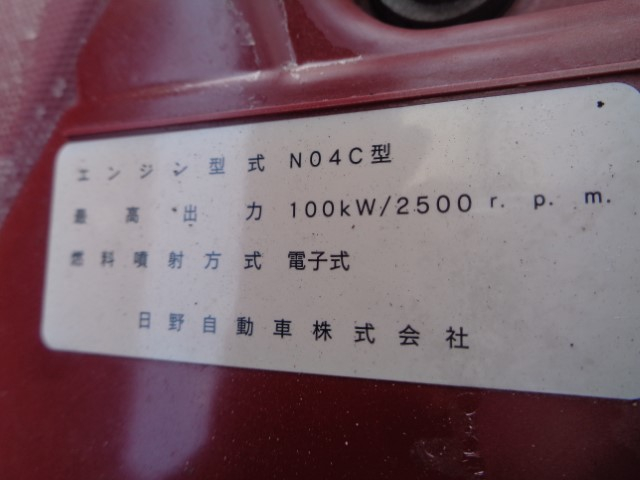 エンジン型式 N04C型
最高出力 100kW/2500 r.p.m.
燃料噴射方式 電子式
日野自動車株式会社